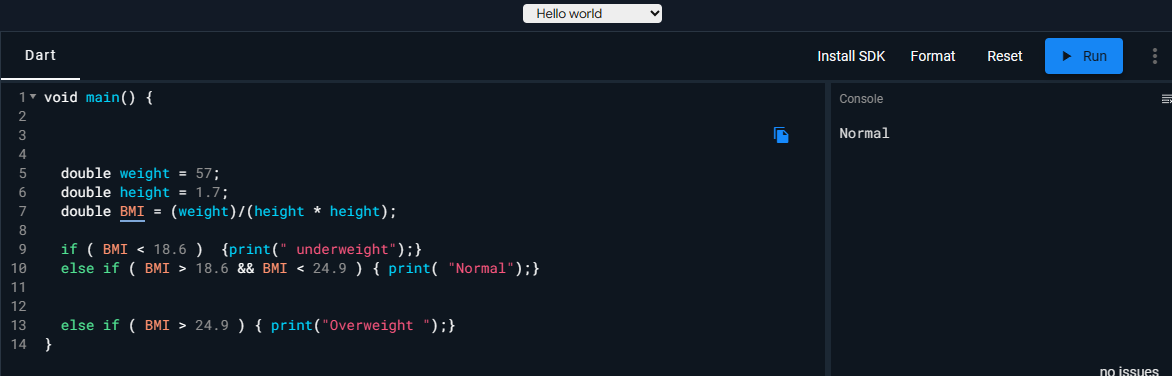 Hello world
Dart
Install SDK Format Reset Run
1 void main() {
2
3
4
5   double weight = 57;
6   double height = 1.7;
7   double BMI = (weight)/(height * height);
8
9   if ( BMI < 18.6 )  {print(" underweight");}
10   else if ( BMI > 18.6 && BMI < 24.9 ) { print( "Normal");}
11
12
13   else if ( BMI > 24.9 ) { print("Overweight ");}
14 }
Console
Normal
no issues